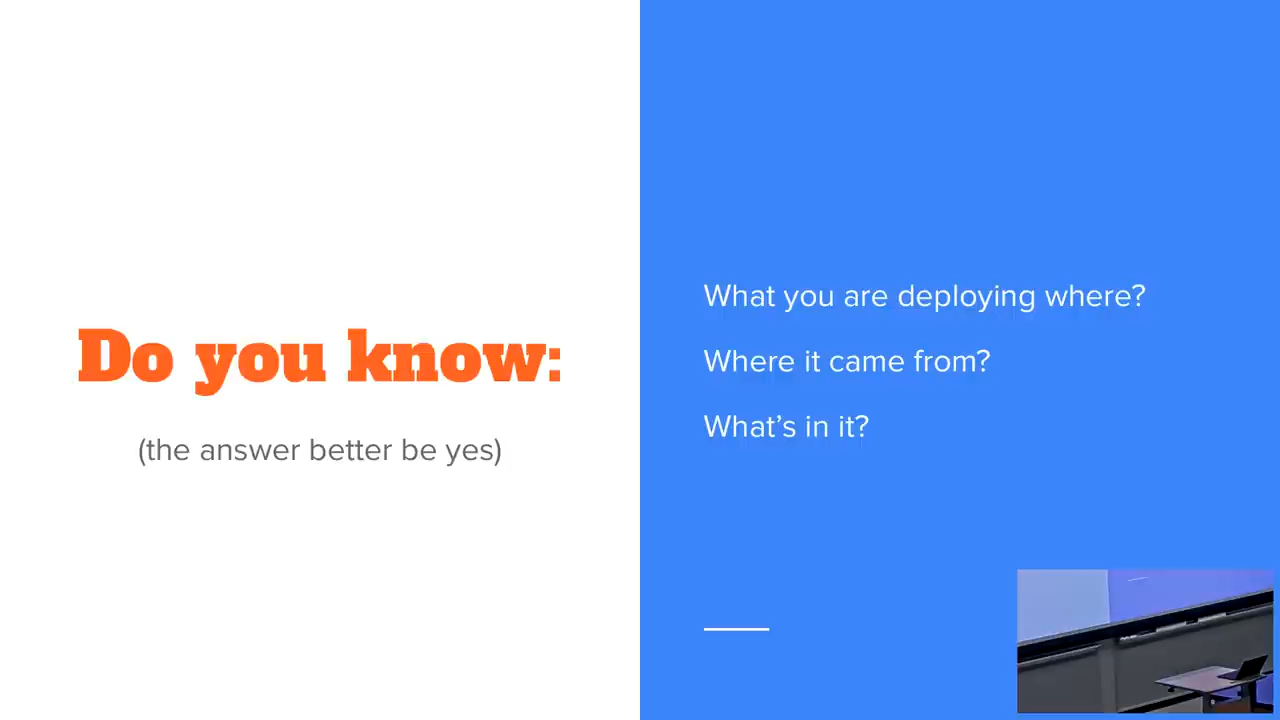 Do you know:
(the answer better be yes)
What you are deploying where?
Where it came from?
What’s in it?